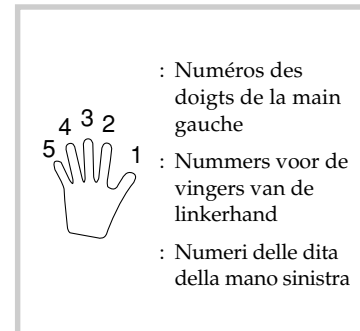 5 4 3 2 1
: Numéros des
doigts de la main
gauche
: Nummers voor de
vingers van de
linkerhand
: Numeri delle dita
della mano sinistra